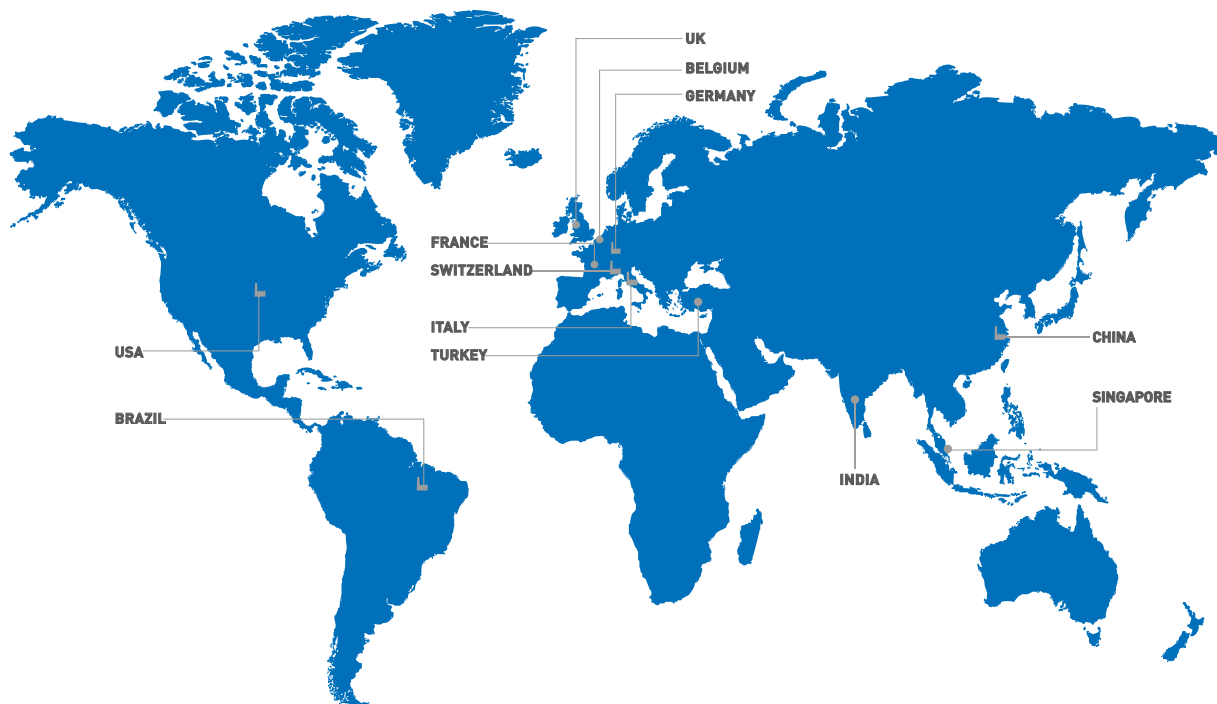 UK
BELGIUM
GERMANY
FRANCE
SWITZERLAND
ITALY
TURKEY
USA
BRAZIL
CHINA
SINGAPORE
INDIA